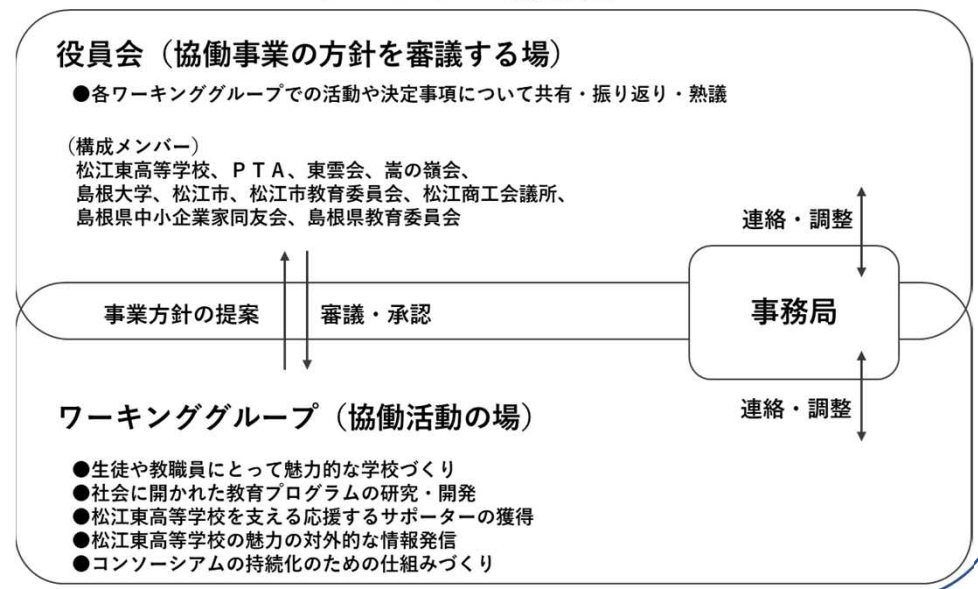 役員会（協働事業の方針を審議する場）
●各ワーキンググループでの活動や決定事項について共有・振り返り・熟議
（構成メンバー）
松江東高等学校、ＰＴＡ、東雲会、嵩の嶺会、
島根大学、松江市、松江市教育委員会、松江商工会議所、
島根県中小企業家同友会、島根県教育委員会
連絡・調整
事業方針の提案
審議・承認
事務局
連絡・調整
ワーキンググループ（協働活動の場）
●生徒や教職員にとって魅力的な学校づくり
●社会に開かれた教育プログラムの研究・開発
●松江東高等学校を支える応援するサポーターの獲得
●松江東高等学校の魅力の対外的な情報発信
●コンソーシアムの持続化のための仕組みづくり